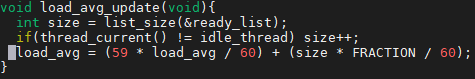 void load_avg_update(void){
  int size = list_size(&ready_list);
  if(thread_current() != idle_thread) size++;
  load_avg = (59 * load_avg / 60) + (size * FRACTION / 60);
}